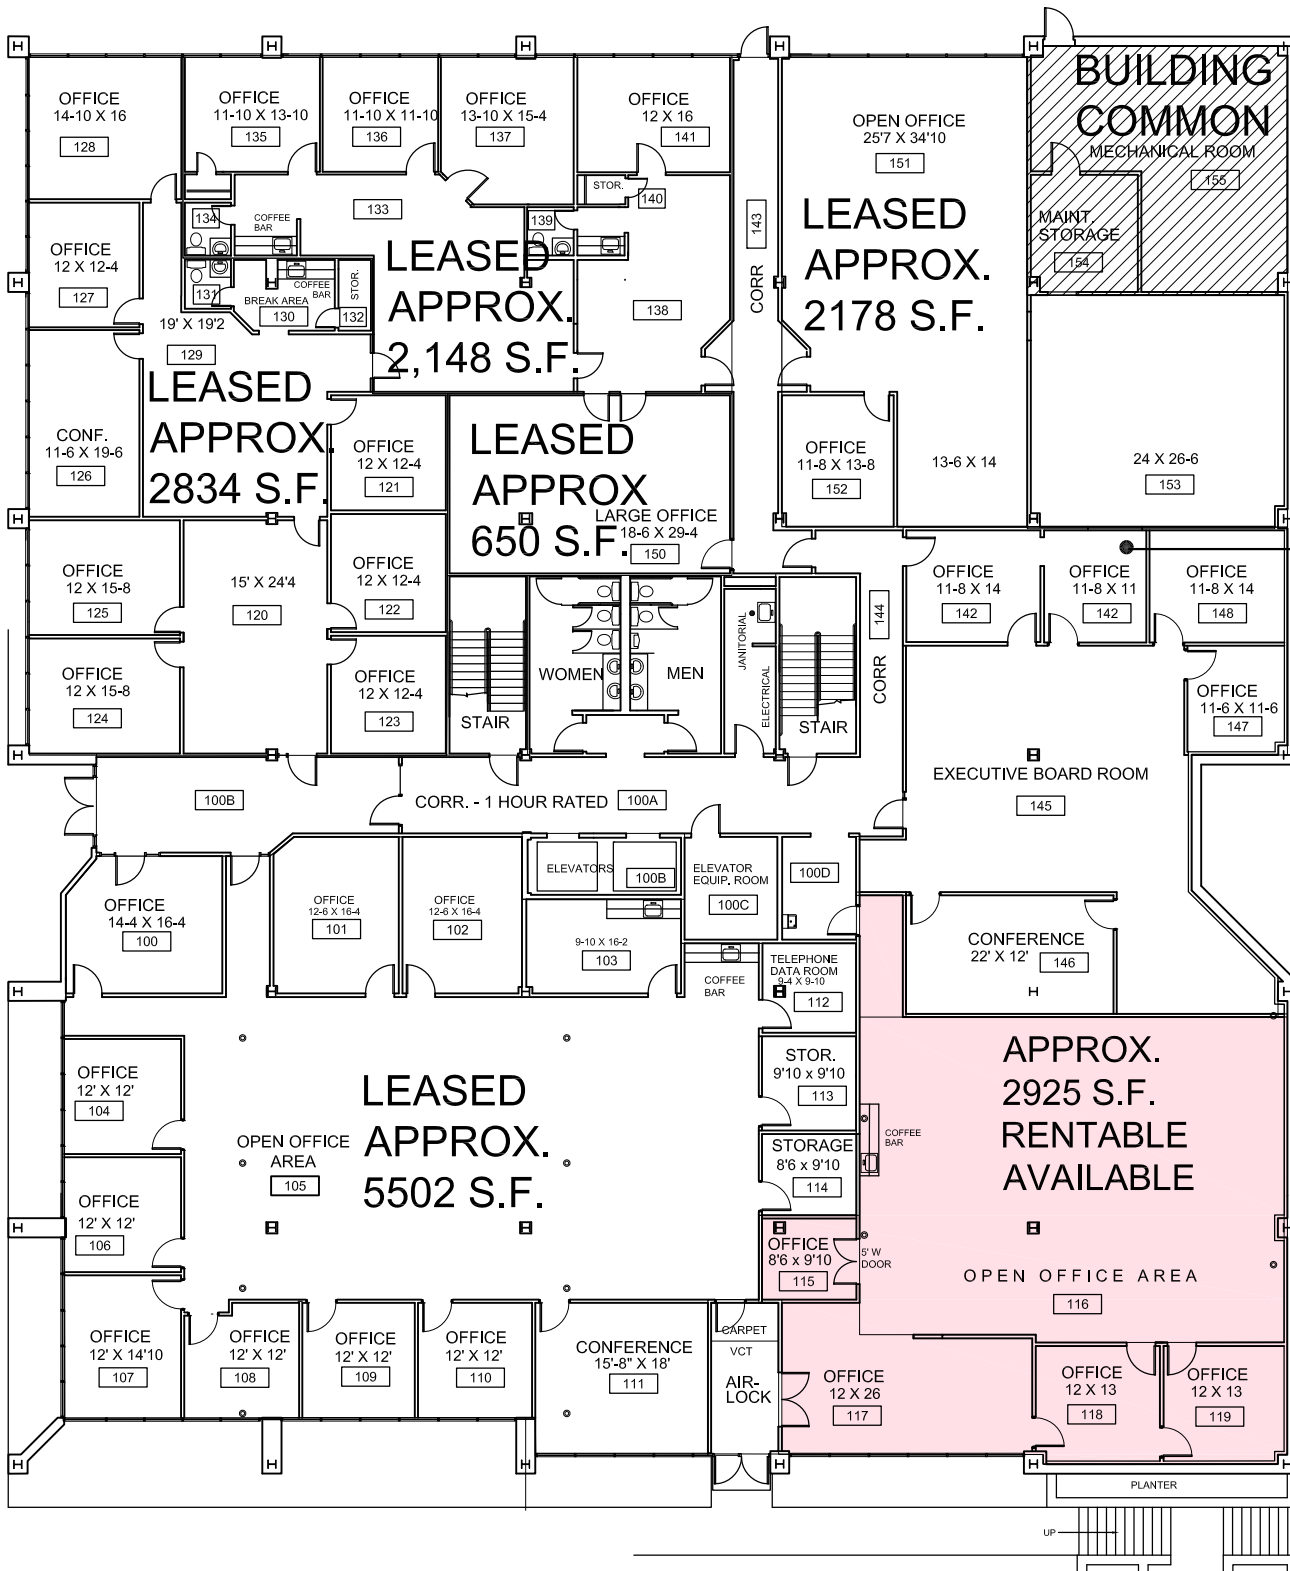 BUILDING
COMMON
MECHANICAL ROOM
155
MAINT.
STORAGE
154
OFFICE
14-10 X 16
128
OFFICE
11-10 X 13-10
135
OFFICE
11-10 X 11-10
136
OFFICE
13-10 X 15-4
137
OFFICE
12 X 16
141
OPEN OFFICE
25'7 X 34'10
151
STOR.
140
133
134
COFFEE
BAR
139
143
CORR
LEASED
APPROX.
2178 S.F.
LEASED
APPROX.
2,148 S.F.
OFFICE
12 X 12-4
127
131
COFFEE
BAR
BREAK AREA
130
STOR.
132
138
19' X 19'2
129
LEASED
APPROX.
2834 S.F.
CONF.
11-6 X 19-6
126
OFFICE
12 X 12-4
121
LEASED
APPROX
650 S.F.
LARGE OFFICE
18-6 X 29-4
150
OFFICE
11-8 X 13-8
152
13-6 X 14
24 X 26-6
153
OFFICE
12 X 15-8
125
15' X 24'4
120
OFFICE
12 X 12-4
122
OFFICE
11-8 X 14
142
OFFICE
11-8 X 11
142
OFFICE
11-8 X 14
148
144
CORR
OFFICE
12 X 15-8
124
OFFICE
12 X 12-4
123
STAIR
WOMEN
MEN
JANITORIAL
ELECTRICAL
STAIR
OFFICE
11-6 X 11-6
147
EXECUTIVE BOARD ROOM
145
100B
CORR. - 1 HOUR RATED
100A
ELEVATORS
100B
ELEVATOR
EQUIP. ROOM
100C
100D
OFFICE
14-4 X 16-4
100
OFFICE
12-6 X 16-4
101
OFFICE
12-6 X 16-4
102
9-10 X 16-2
103
COFFEE
BAR
TELEPHONE
DATA ROOM
9-4 X 9-10
112
CONFERENCE
22' X 12'
146
H
OFFICE
12' X 12'
104
OPEN OFFICE
AREA
105
LEASED
APPROX.
5502 S.F.
STOR.
9'10 x 9'10
113
STORAGE
8'6 x 9'10
114
COFFEE
BAR
APPROX.
2925 S.F.
RENTABLE
AVAILABLE
OFFICE
12' X 12'
106
OFFICE
8'6 x 9'10
115
5' W
DOOR
OPEN OFFICE AREA
116
OFFICE
12' X 14'10
107
OFFICE
12' X 12'
108
OFFICE
12' X 12'
109
OFFICE
12' X 12'
110
CONFERENCE
15'-8" X 18'
111
CARPET
VCT
AIR-
LOCK
OFFICE
12 X 26
117
OFFICE
12 X 13
118
OFFICE
12 X 13
119
PLANTER
UP